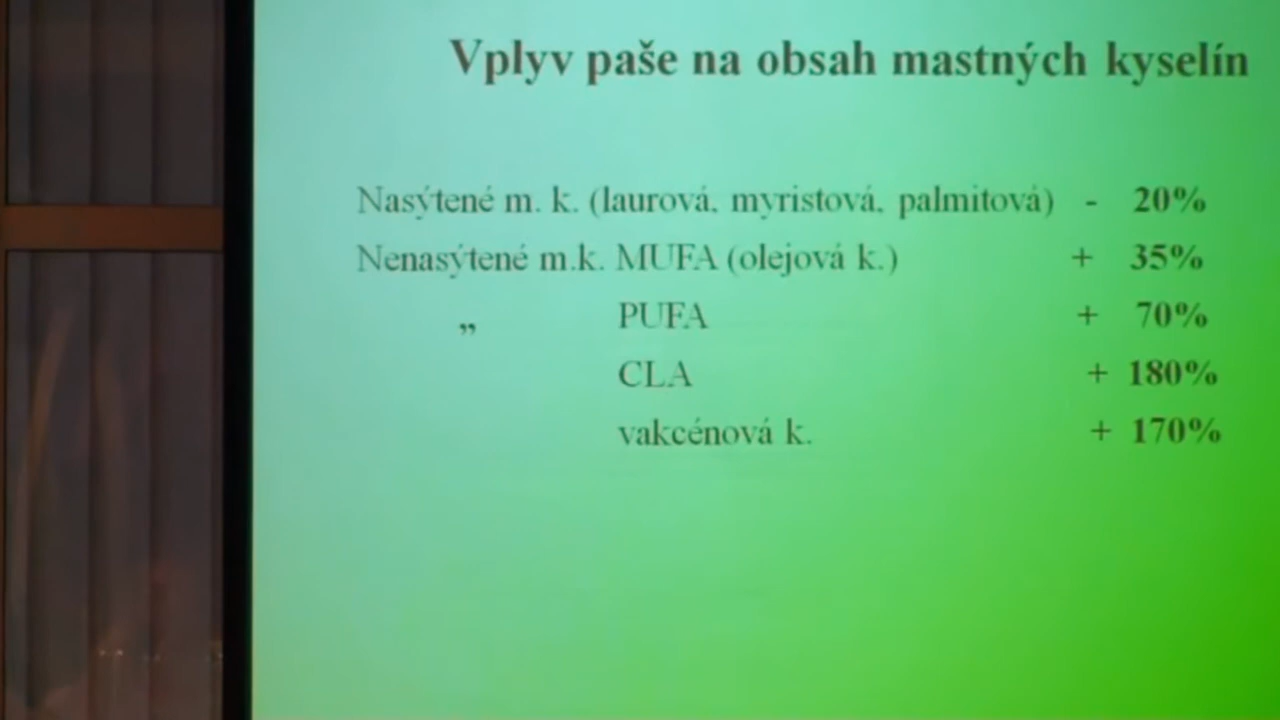 Vplyv paše na obsah mastných kyselín
Nasýtené m. k. (laurová, myristová, palmitová) - 20%
Nenasýtené m.k. MUFA (olejová k.) + 35%
„ PUFA + 70%
CLA + 180%
vakcénová k. + 170%